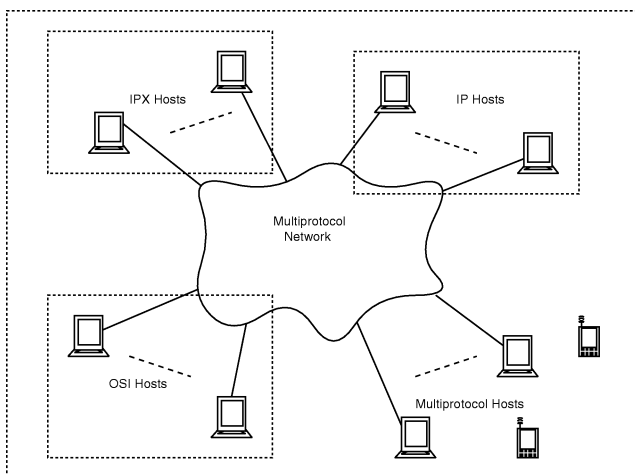 IPX Hosts
IP Hosts
Multiprotocol
Network
OSI Hosts
Multiprotocol Hosts